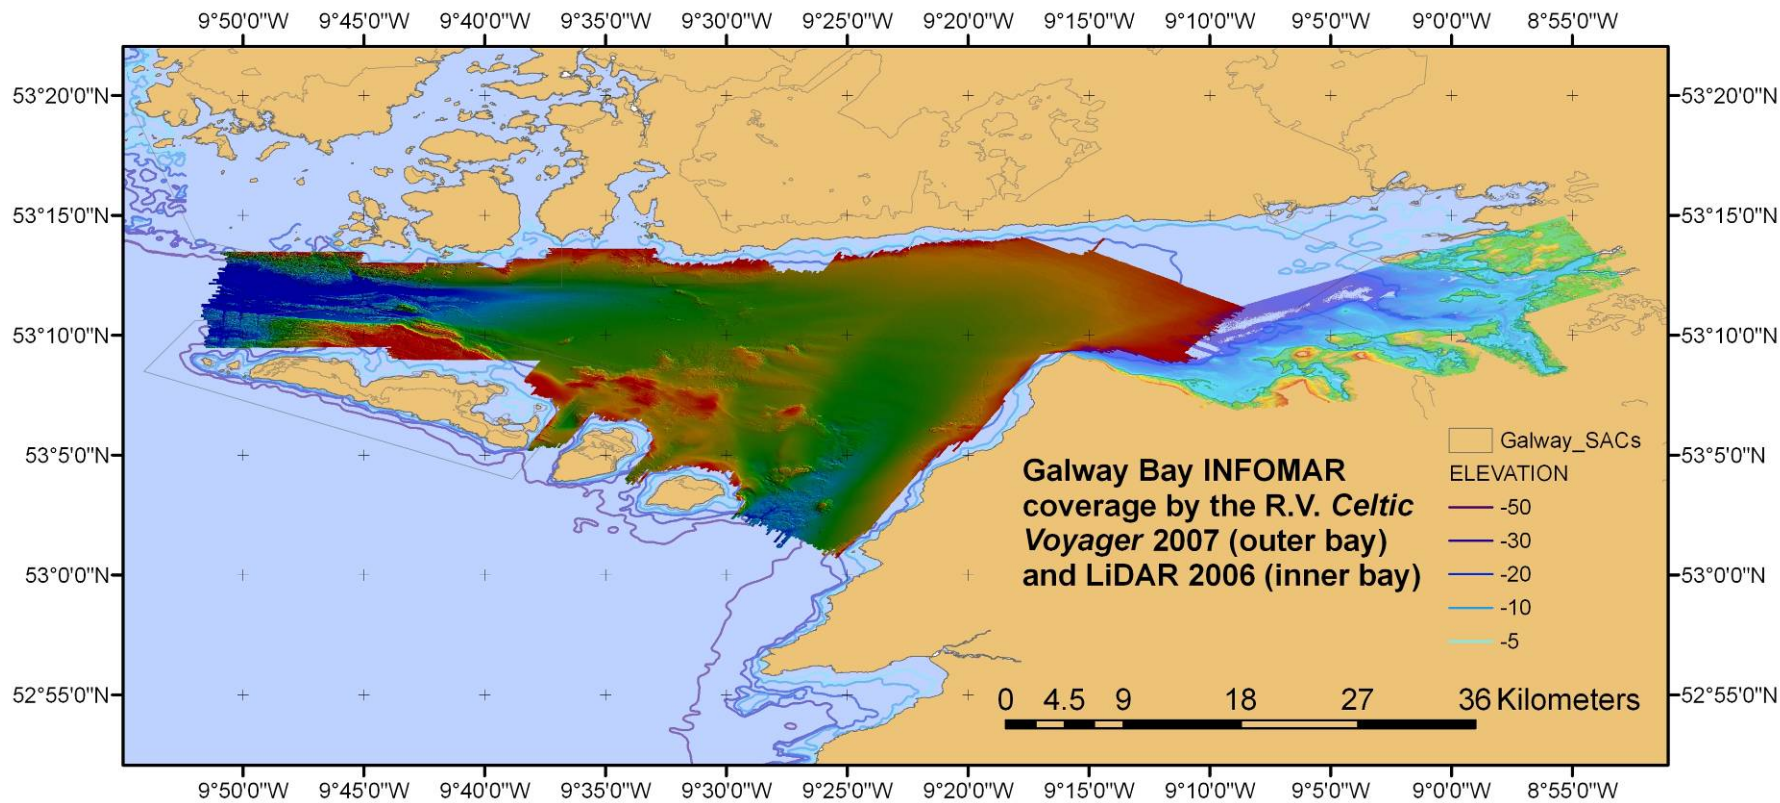 9°50'0"W 9°45'0"W 9°40'0"W 9°35'0"W 9°30'0"W 9°25'0"W 9°20'0"W 9°15'0"W 9°10'0"W 9°5'0"W 9°0'0"W 8°55'0"W
53°20'0"N 53°20'0"N
53°15'0"N 53°15'0"N
53°10'0"N 53°10'0"N
53°5'0"N 53°5'0"N
53°0'0"N 53°0'0"N
52°55'0"N 52°55'0"N
Galway Bay INFOMAR
coverage by the R.V. Celtic
Voyager 2007 (outer bay)
and LiDAR 2006 (inner bay)
Galway_SACs
ELEVATION
-50
-30
-20
-10
-5
0 4.5 9 18 27 36 Kilometers
9°50'0"W 9°45'0"W 9°40'0"W 9°35'0"W 9°30'0"W 9°25'0"W 9°20'0"W 9°15'0"W 9°10'0"W 9°5'0"W 9°0'0"W 8°55'0"W